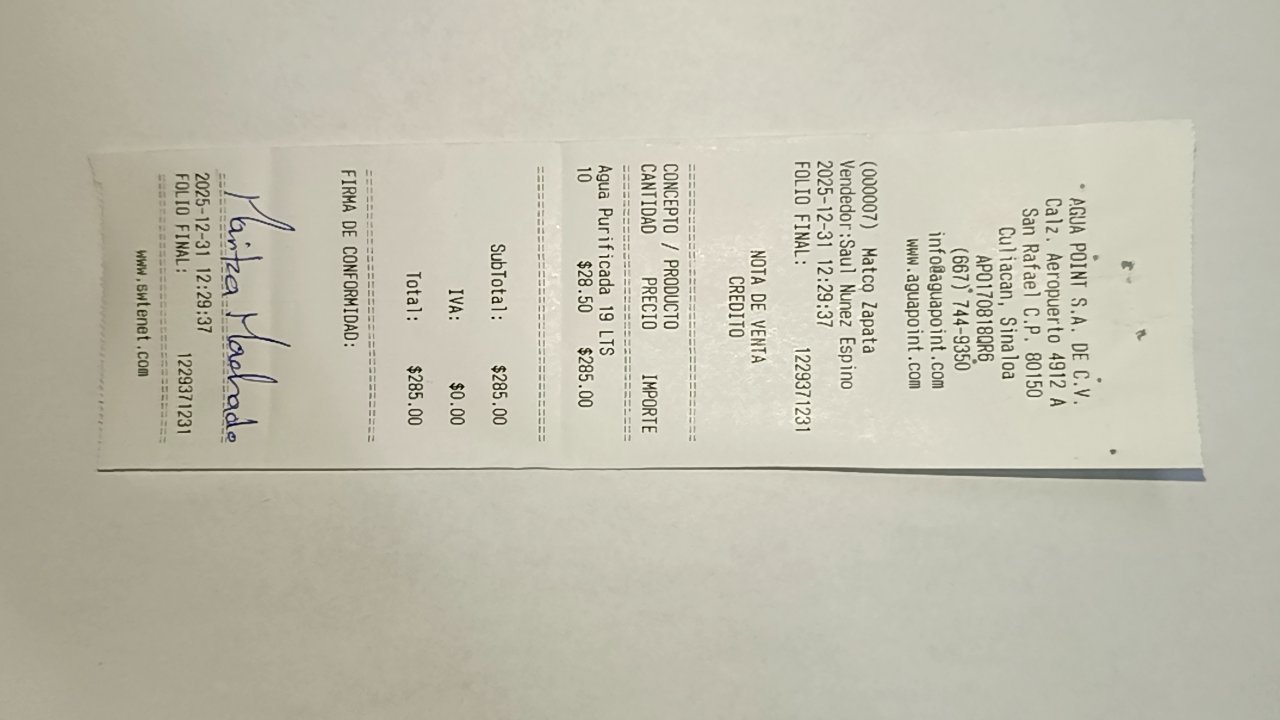 AGUA POINT S.A. DE C.V.
Calz. Aeropuerto 4912 A
San Rafael C.P. 80150
Culiacan, Sinaloa
APO170818QR6
(667) 744-9350
info@aguapoint.com
www.aguapoint.com
(000007) Matco Zapata
Vendedor:Saul Nunez Espino
2025-12-31 12:29:37
FOLIO FINAL: 1229371231
NOTA DE VENTA
CREDITO
CONCEPTO / PRODUCTO
CANTIDAD PRECIO IMPORTE
Agua Purificada 19 LTS
10 $28.50 $285.00
SubTotal: $285.00
IVA: $0.00
Total: $285.00
FIRMA DE CONFORMIDAD:
Maritza Machado
2025-12-31 12:29:37
FOLIO FINAL: 1229371231
www.swtenet.com